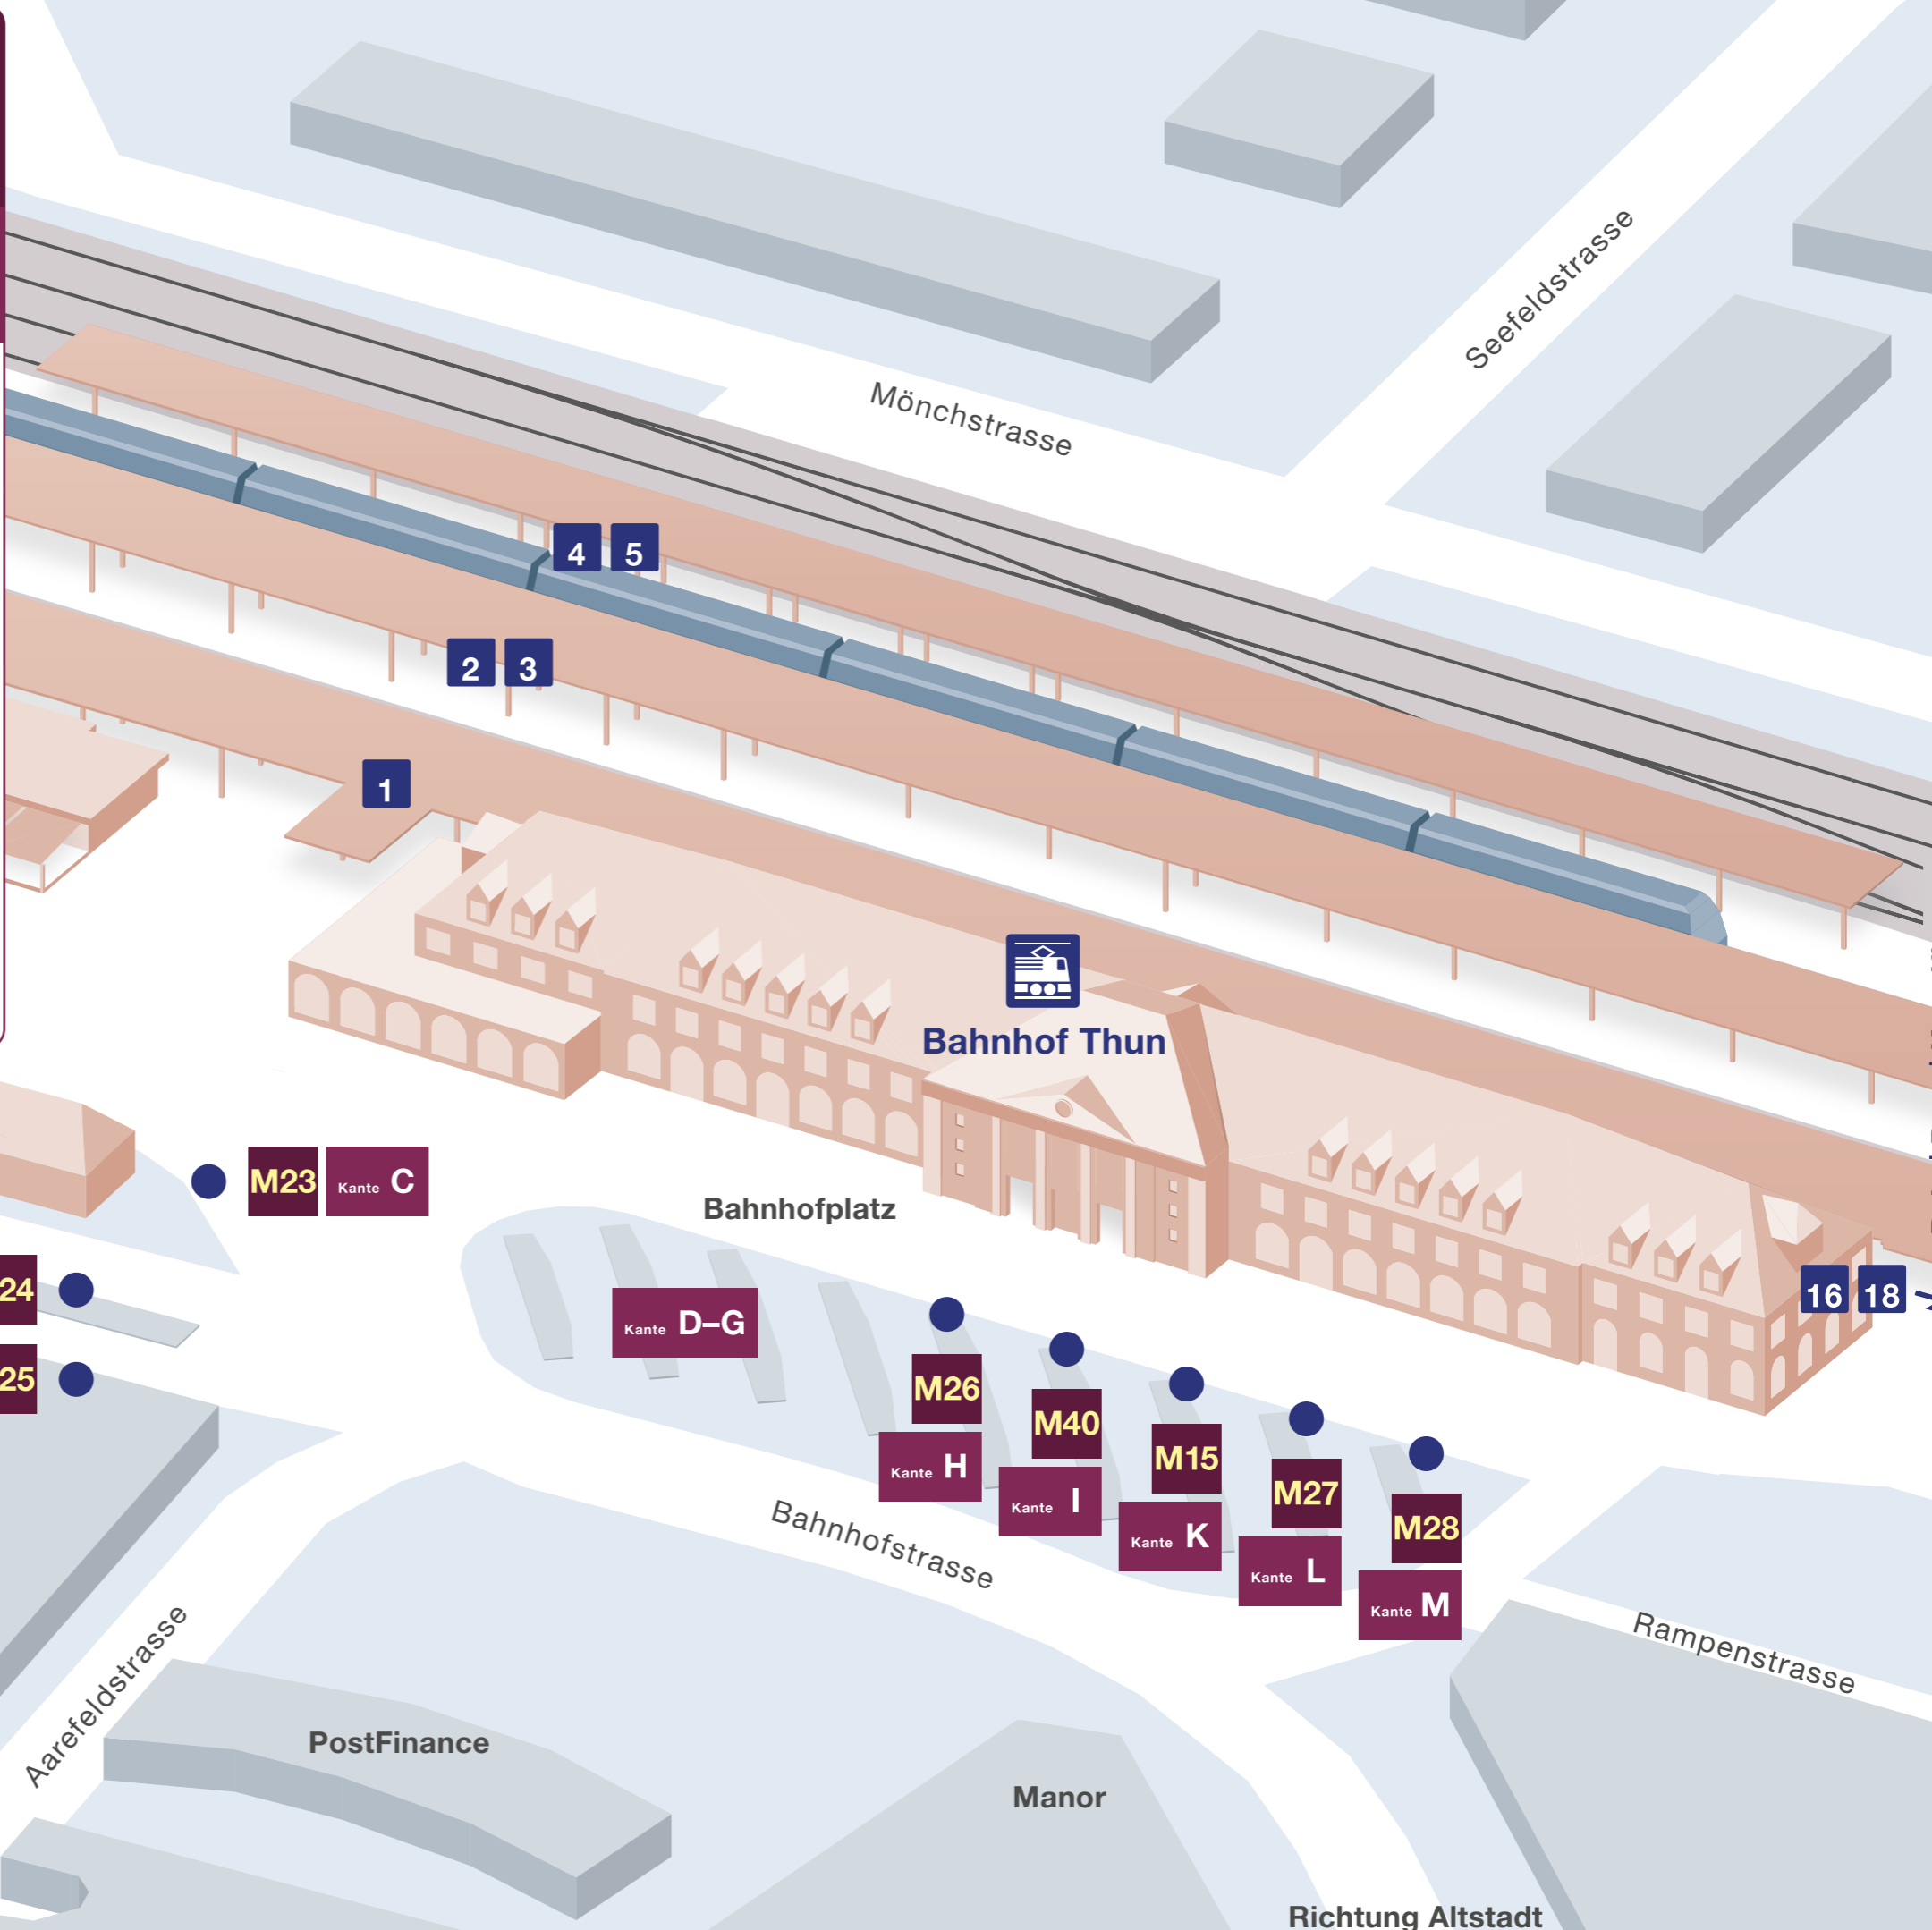 Seefeldstrasse
Mönchstrasse
4 5
2 3
1
Bahnhof Thun
M23 Kante C
Bahnhofplatz
24
16 18
Kante D–G
25
M26
Kante H
M40
Kante I
M15
Kante K
M27
Kante L
M28
Kante M
Bahnhofstrasse
Aarefeldstrasse
Rampenstrasse
PostFinance
Manor
Richtung Altstadt